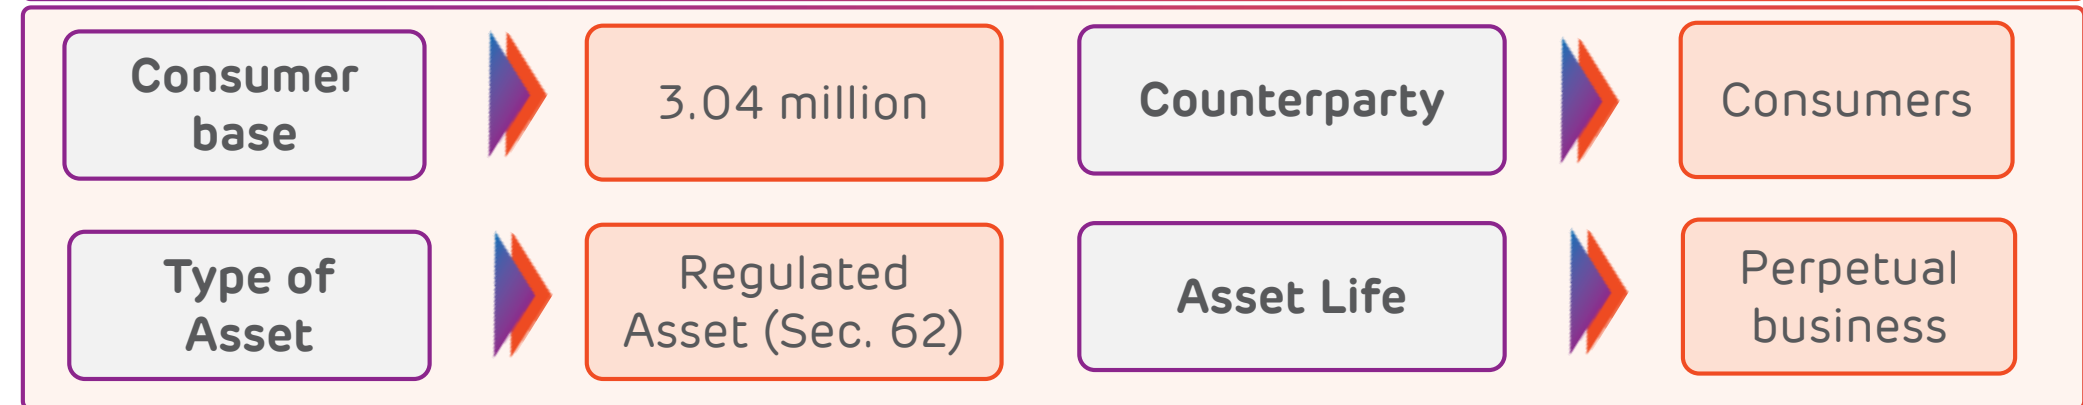 Consumer
base
3.04 million
Counterparty
Consumers
Type of
Asset
Regulated
Asset (Sec. 62)
Asset Life
Perpetual
business